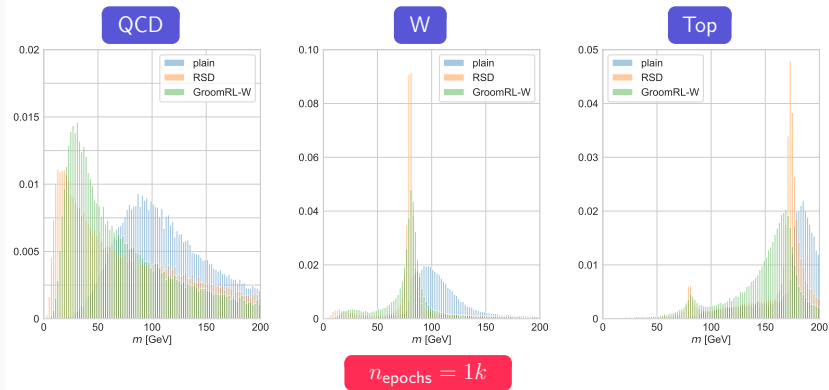 QCD
W
Top
0.02
0.015
0.01
0.005
0
plain
RSD
GroomRL-W
0
50
100
150
200
m [GeV]
0.10
0.08
0.06
0.04
0.02
0
plain
RSD
GroomRL-W
0
50
100
150
200
m [GeV]
0.05
0.04
0.03
0.02
0.01
0
plain
RSD
GroomRL-W
0
50
100
150
200
m [GeV]
n_epochs = 1k